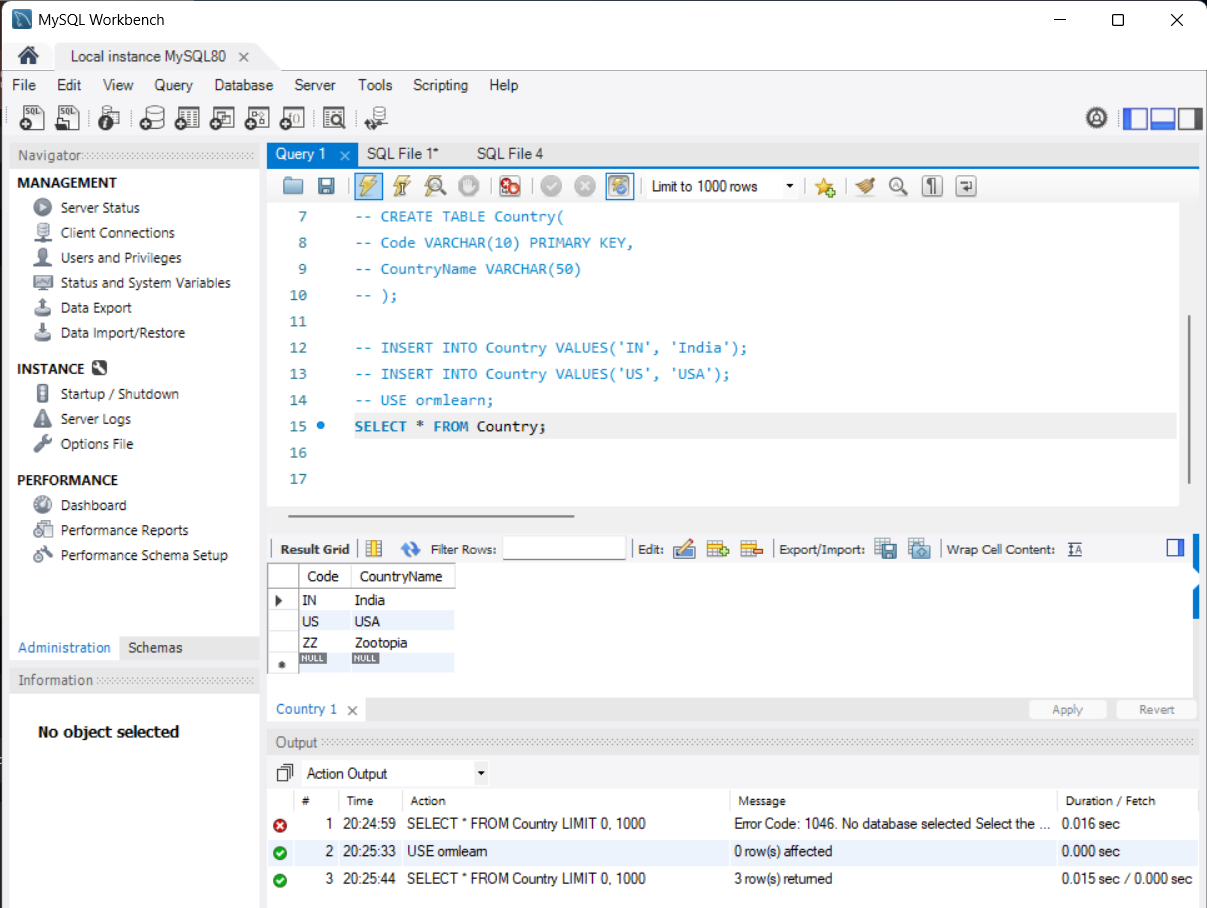 MySQL Workbench
Local instance MySQL80
File Edit View Query Database Server Tools Scripting Help
Navigator
MANAGEMENT
Server Status
Client Connections
Users and Privileges
Status and System Variables
Data Export
Data Import/Restore
INSTANCE
Startup / Shutdown
Server Logs
Options File
PERFORMANCE
Dashboard
Performance Reports
Performance Schema Setup
Administration Schemas
Information
No object selected
Query 1 SQL File 1* SQL File 4
Limit to 1000 rows
7 -- CREATE TABLE Country(
8 -- Code VARCHAR(10) PRIMARY KEY,
9 -- CountryName VARCHAR(50)
10 -- );
11
12 -- INSERT INTO Country VALUES('IN', 'India');
13 -- INSERT INTO Country VALUES('US', 'USA');
14 -- USE ormlearn;
15 SELECT * FROM Country;
16
17
Result Grid Filter Rows: Edit: Export/Import: Wrap Cell Content:
Code CountryName
IN India
US USA
ZZ Zootopia
NULL NULL
Country 1 Apply Revert
Output
Action Output
# Time Action Message Duration / Fetch
1 20:24:59 SELECT * FROM Country LIMIT 0, 1000 Error Code: 1046. No database selected Select the ... 0.016 sec
2 20:25:33 USE ormlearn 0 row(s) affected 0.000 sec
3 20:25:44 SELECT * FROM Country LIMIT 0, 1000 3 row(s) returned 0.015 sec / 0.000 sec